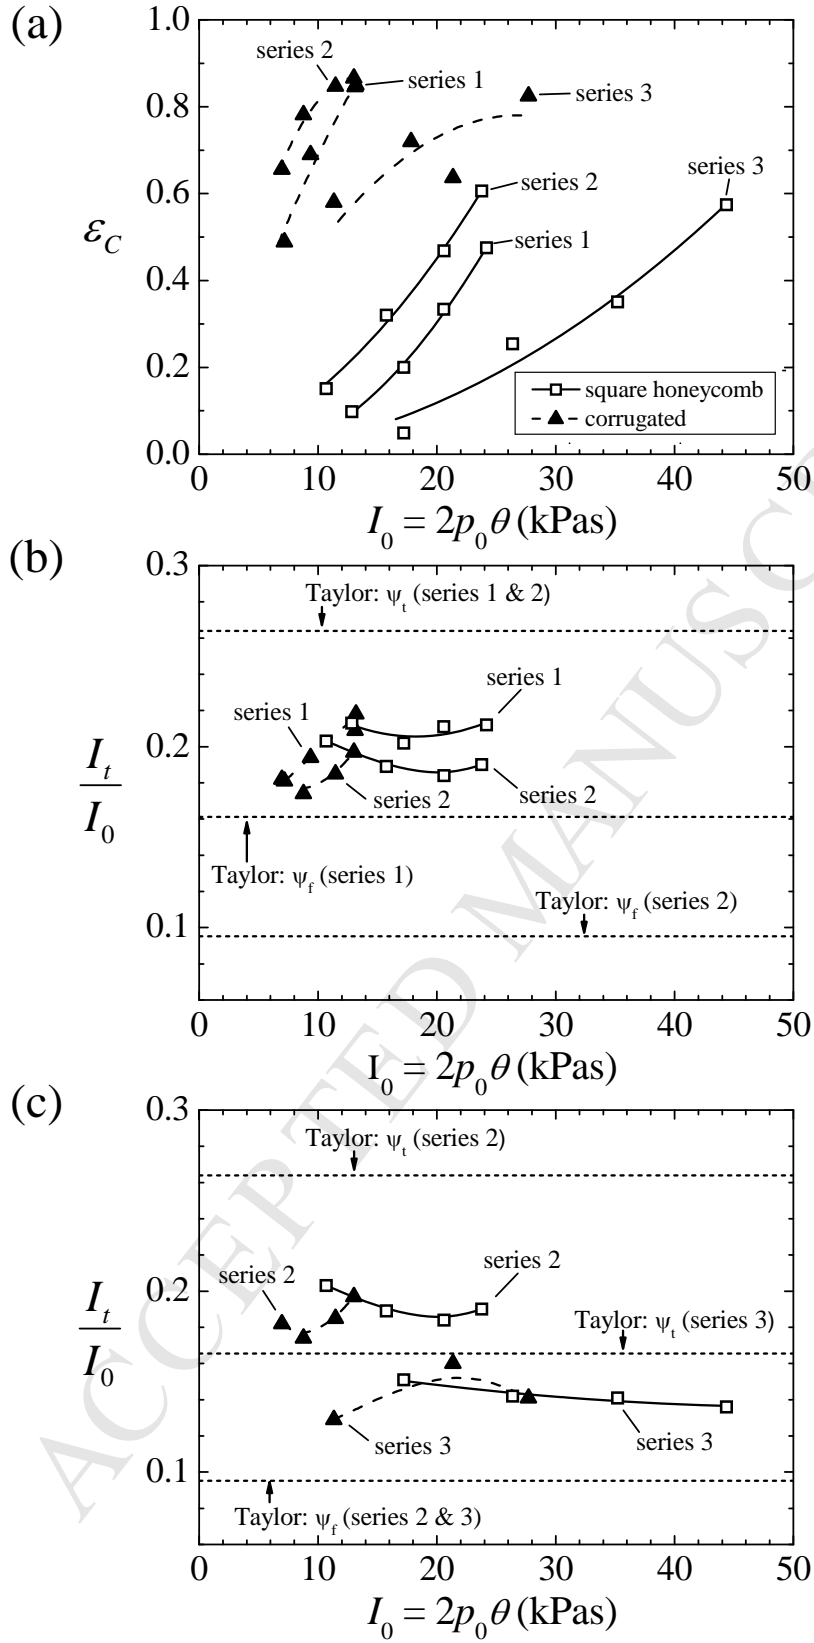 (a)
1.0
0.8
0.6
0.4
0.2
0.0
ε_C
series 2
series 1
series 3
series 2
series 1
series 3
square honeycomb
corrugated
0 10 20 30 40 50
I_0 = 2p_0θ (kPas)
(b)
0.3
0.2
0.1
I_t
I_0
Taylor: ψ_t (series 1 & 2)
series 1
series 1
series 2
series 2
Taylor: ψ_f (series 1)
Taylor: ψ_f (series 2)
0 10 20 30 40 50
I_0 = 2p_0θ (kPas)
(c)
0.3
0.2
0.1
I_t
I_0
Taylor: ψ_t (series 2)
series 2
series 2
Taylor: ψ_t (series 3)
series 3
series 3
Taylor: ψ_f (series 2 & 3)
0 10 20 30 40 50
I_0 = 2p_0θ (kPas)
ACCEPTED MANUSC